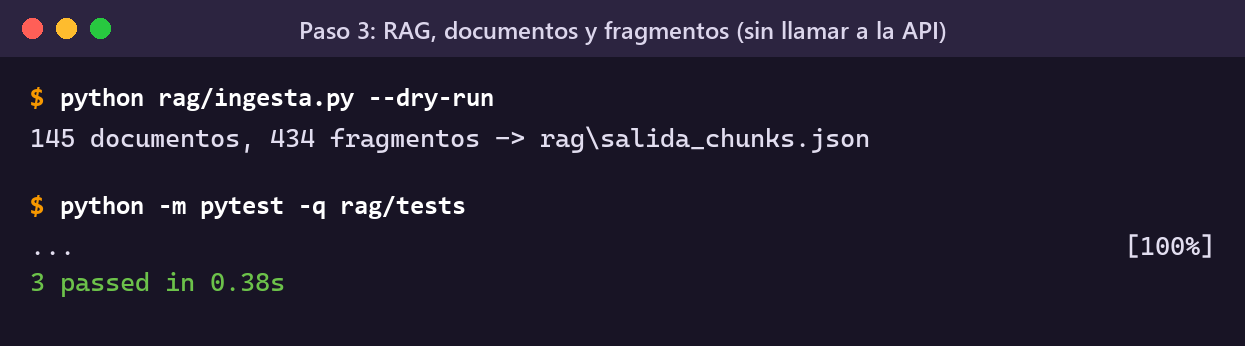 Paso 3: RAG, documentos y fragmentos (sin llamar a la API)
$ python rag/ingesta.py --dry-run
145 documentos, 434 fragmentos -> rag\salida_chunks.json
$ python -m pytest -q rag/tests
... [100%]
3 passed in 0.38s